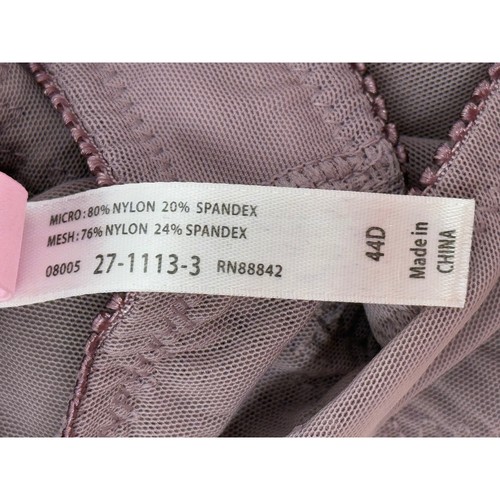 MICRO: 80% NYLON 20% SPANDEX
MESH: 76% NYLON 24% SPANDEX
08005 27-1113-3 RN88842
44D
Made in
CHINA